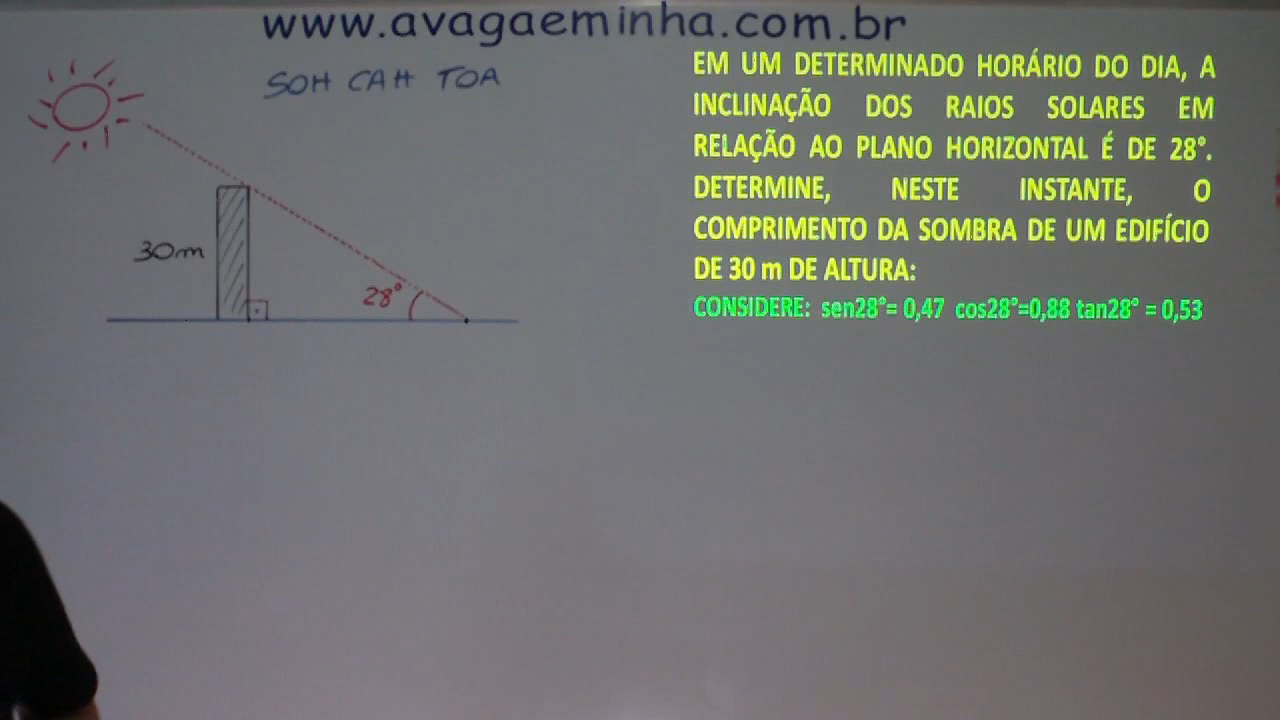 www.avagaeminha.com.br
SOH CAH TOA
30m
28°
EM UM DETERMINADO HORÁRIO DO DIA, A
INCLINAÇÃO DOS RAIOS SOLARES EM
RELAÇÃO AO PLANO HORIZONTAL É DE 28°.
DETERMINE, NESTE INSTANTE, O
COMPRIMENTO DA SOMBRA DE UM EDIFÍCIO
DE 30 m DE ALTURA:
CONSIDERE: sen28°= 0,47 cos28°=0,88 tan28° = 0,53